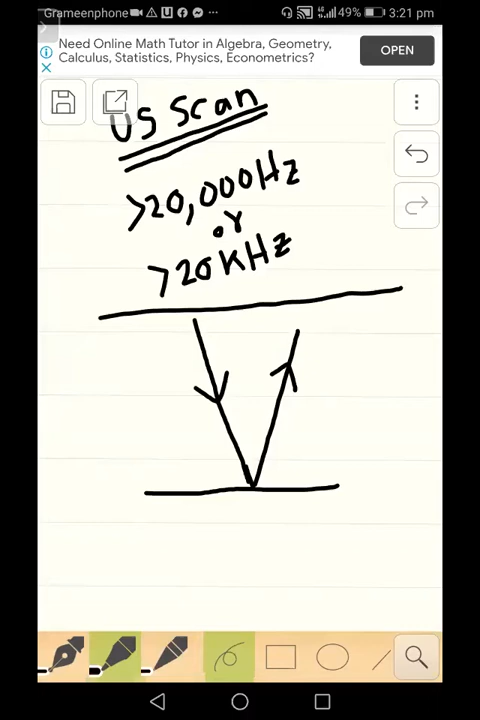 Grameenphone 49% 3:21 pm
Need Online Math Tutor in Algebra, Geometry,
Calculus, Statistics, Physics, Econometrics?
OPEN
US Scan
>20,000Hz
or
>20KHz